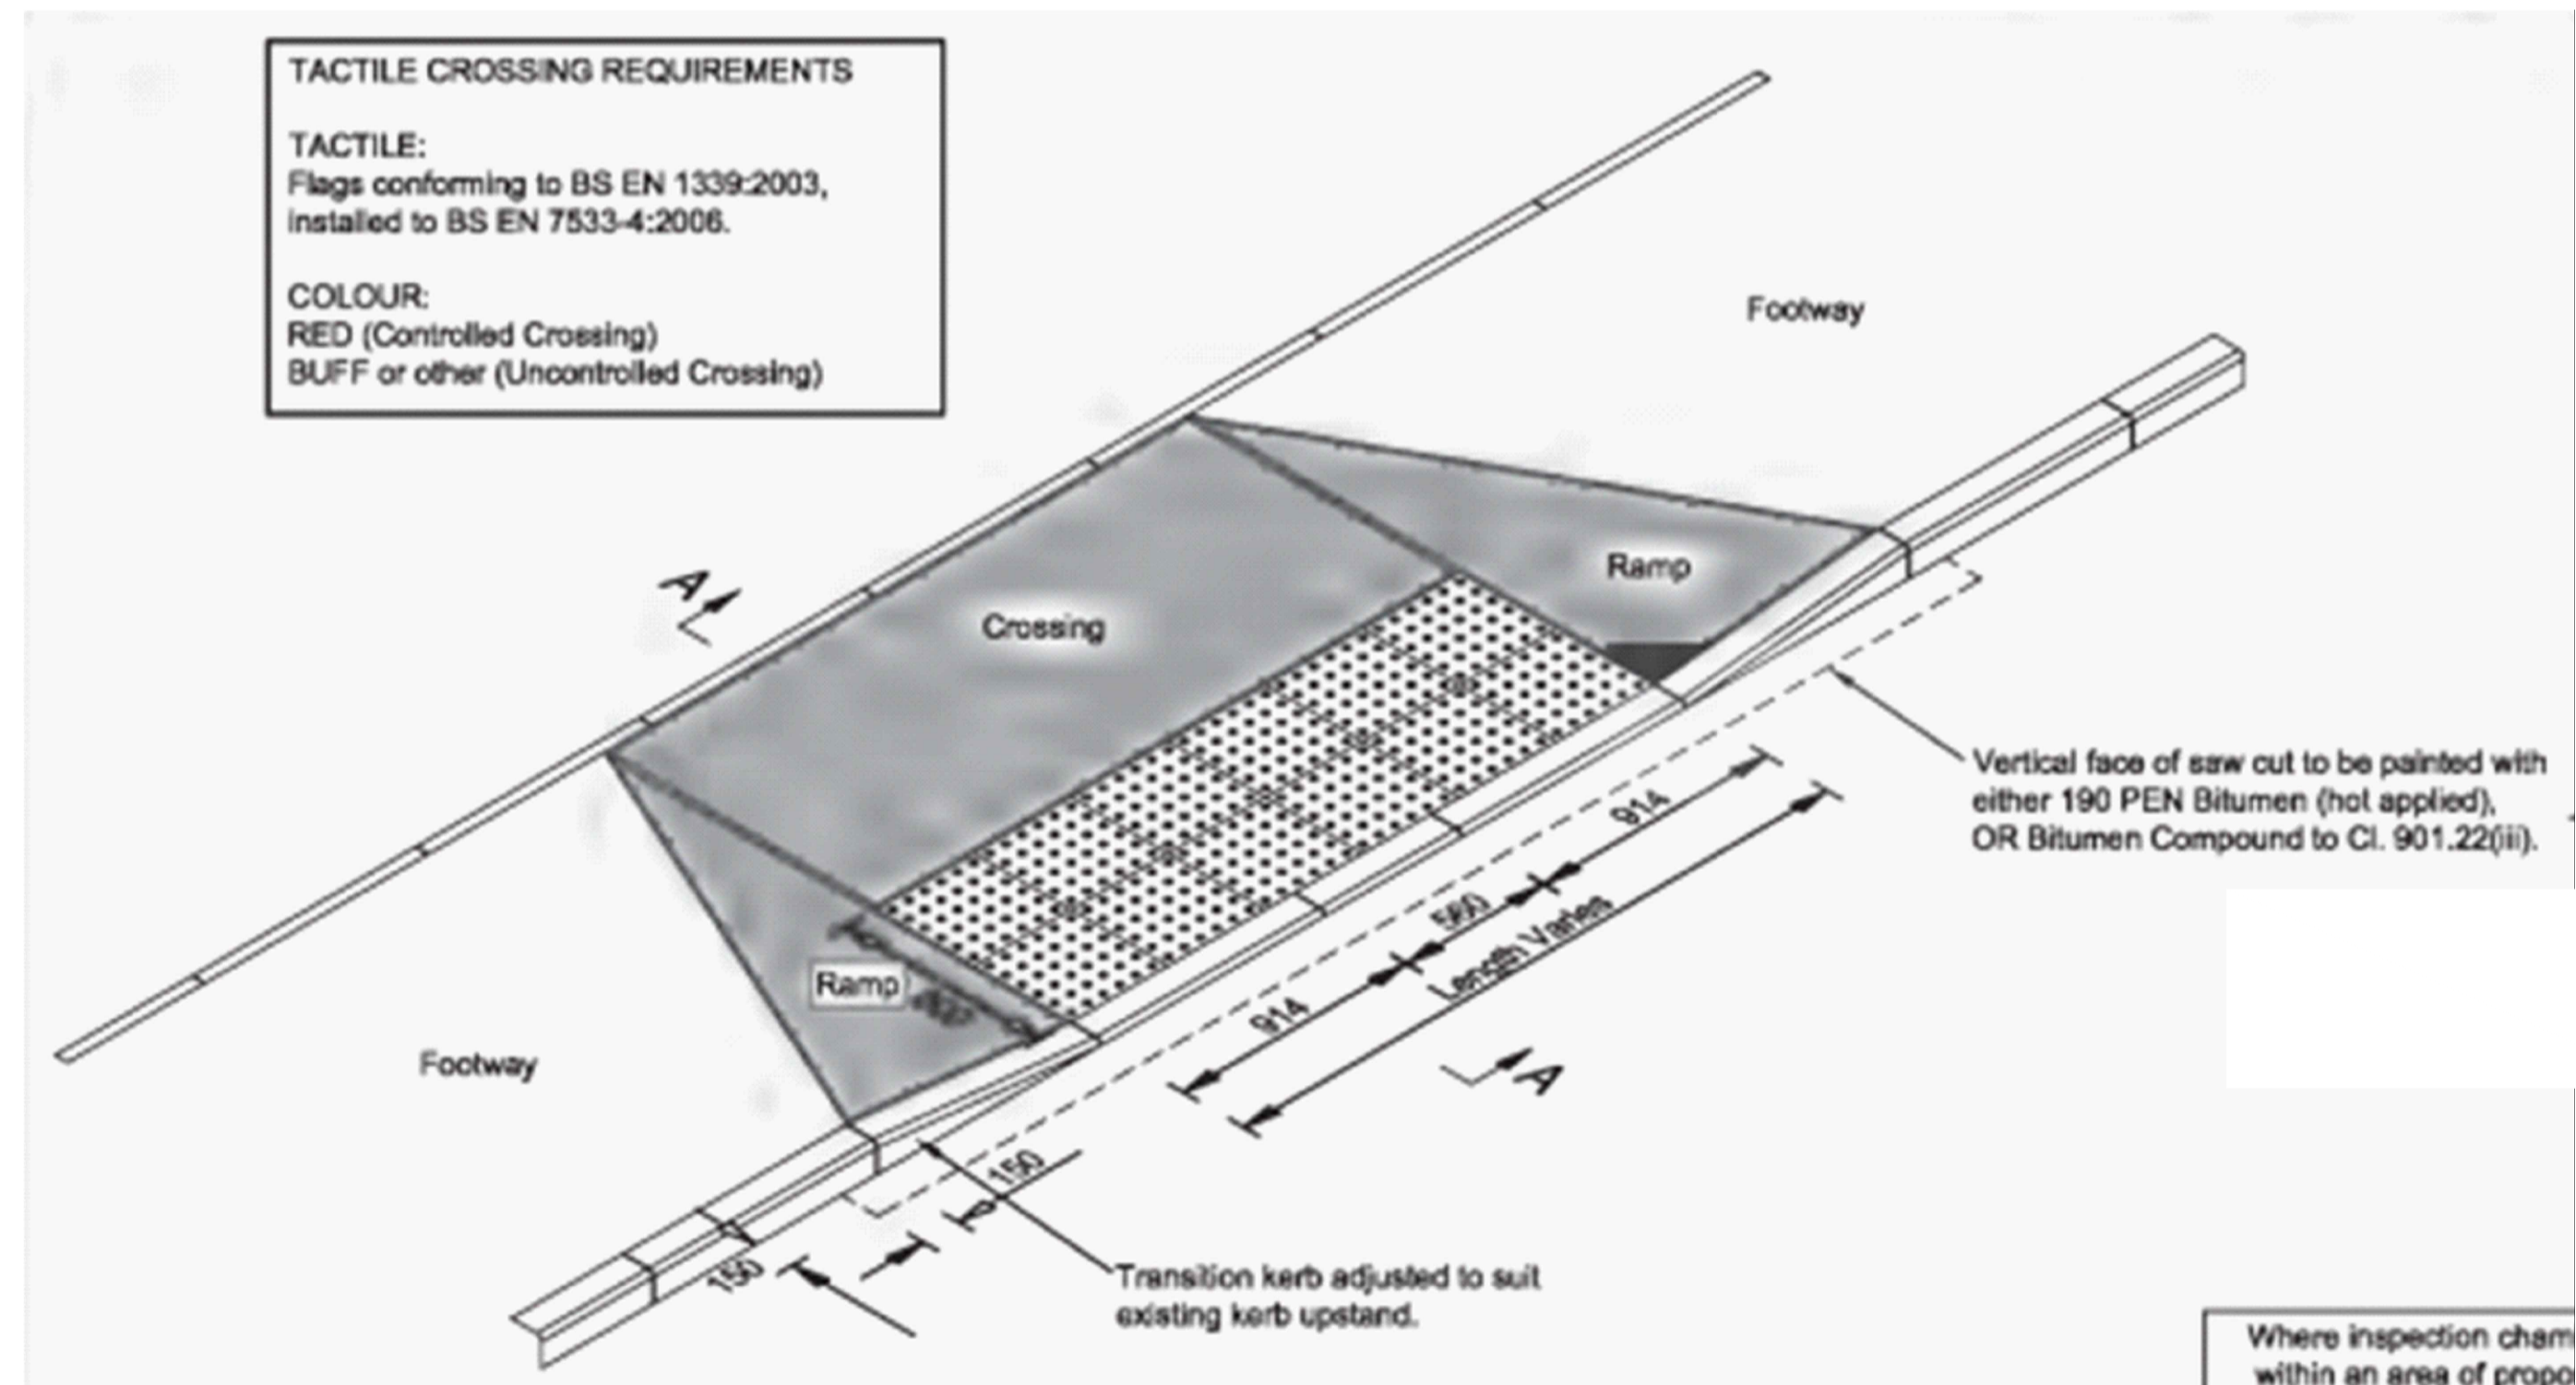 TACTILE CROSSING REQUIREMENTS
TACTILE:
Flags conforming to BS EN 1339:2003,
installed to BS EN 7533-4:2006.
COLOUR:
RED (Controlled Crossing)
BUFF or other (Uncontrolled Crossing)
Footway
Ramp
A
Crossing
Vertical face of saw cut to be painted with
either 190 PEN Bitumen (hot applied),
OR Bitumen Compound to Cl. 901.22(iii).
914
560
914
Length Varies
Ramp
A
Footway
150
150
Transition kerb adjusted to suit
existing kerb upstand.
Where inspection cham
within an area of propo